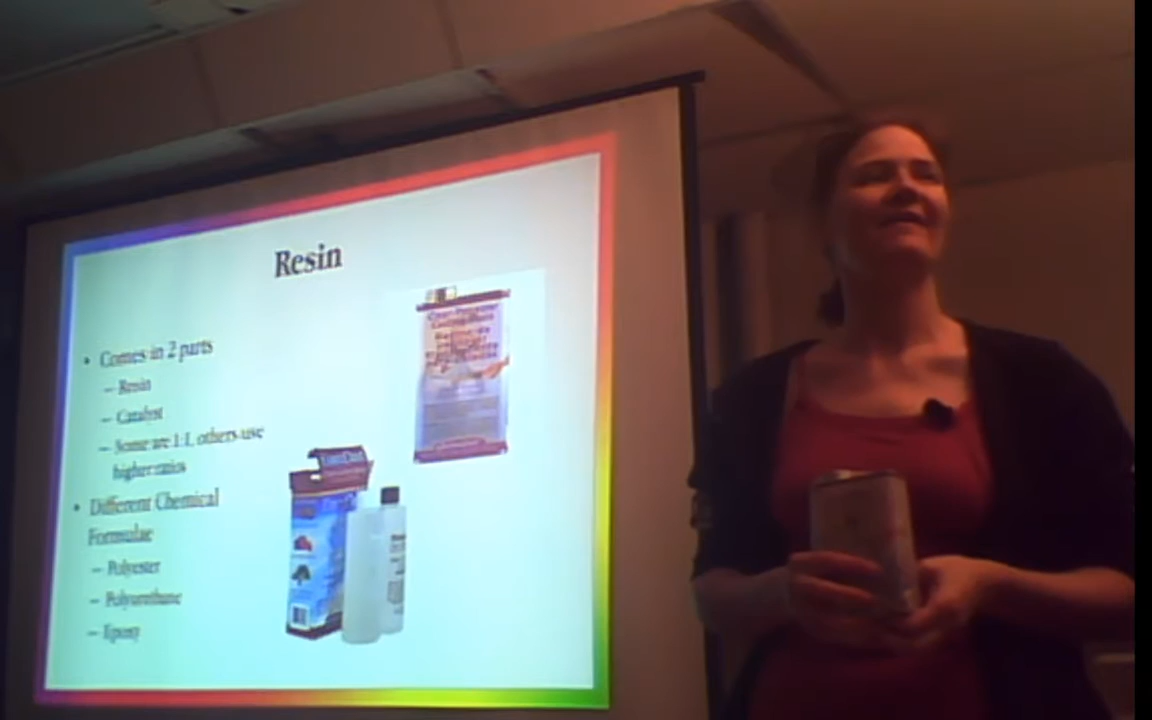 Resin
• Comes in 2 parts
– Resin
– Catalyst
– Some are 1:1, others use
higher ratios
• Different Chemical
Formulae
– Polyester
– Polyurethane
– Epoxy